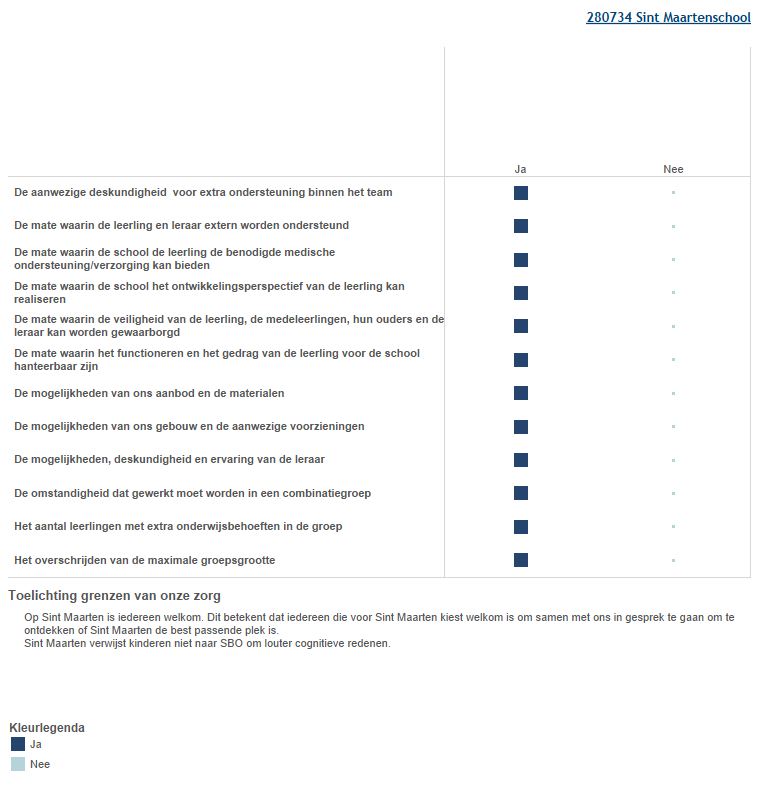 280734 Sint Maartenschool
Ja Nee
De aanwezige deskundigheid  voor extra ondersteuning binnen het team
De mate waarin de leerling en leraar extern worden ondersteund
De mate waarin de school de leerling de benodigde medische
ondersteuning/verzorging kan bieden
De mate waarin de school het ontwikkelingsperspectief van de leerling kan
realiseren
De mate waarin de veiligheid van de leerling, de medeleerlingen, hun ouders en de
leraar kan worden gewaarborgd
De mate waarin het functioneren en het gedrag van de leerling voor de school
hanteerbaar zijn
De mogelijkheden van ons aanbod en de materialen
De mogelijkheden van ons gebouw en de aanwezige voorzieningen
De mogelijkheden, deskundigheid en ervaring van de leraar
De omstandigheid dat gewerkt moet worden in een combinatiegroep
Het aantal leerlingen met extra onderwijsbehoeften in de groep
Het overschrijden van de maximale groepsgrootte
Toelichting grenzen van onze zorg
Op Sint Maarten is iedereen welkom. Dit betekent dat iedereen die voor Sint Maarten kiest welkom is om samen met ons in gesprek te gaan om te
ontdekken of Sint Maarten de best passende plek is.
Sint Maarten verwijst kinderen niet naar SBO om louter cognitieve redenen.
Kleurlegenda
Ja
Nee